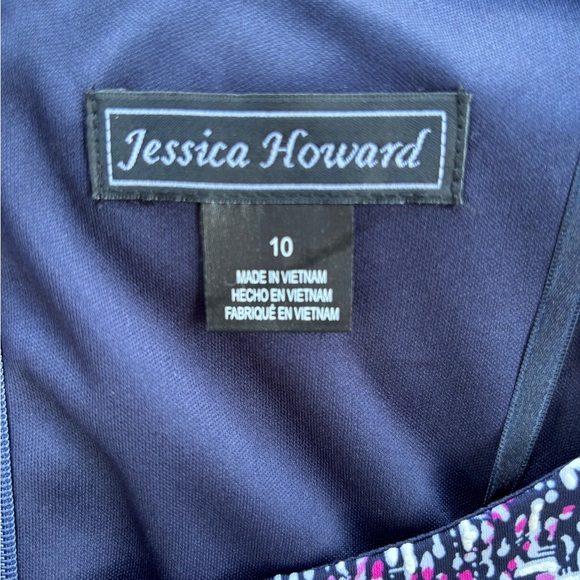 Jessica Howard
10
MADE IN VIETNAM
HECHO EN VIETNAM
FABRIQUÉ EN VIETNAM